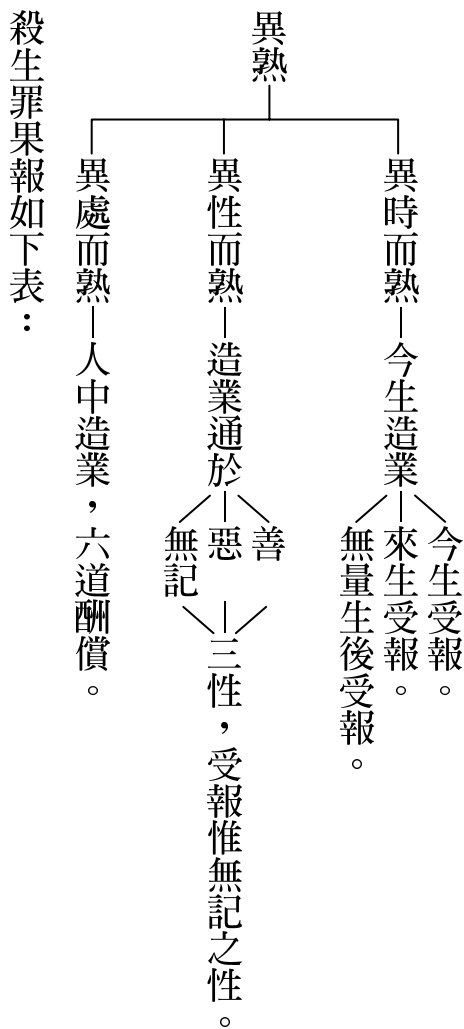 異熟
異時而熟
今生造業
今生受報。
來生受報。
無量生後受報。
異性而熟
造業通於
善
惡
無記
三性，受報惟無記之性。
異處而熟
人中造業，六道酬償。
殺生罪果報如下表：